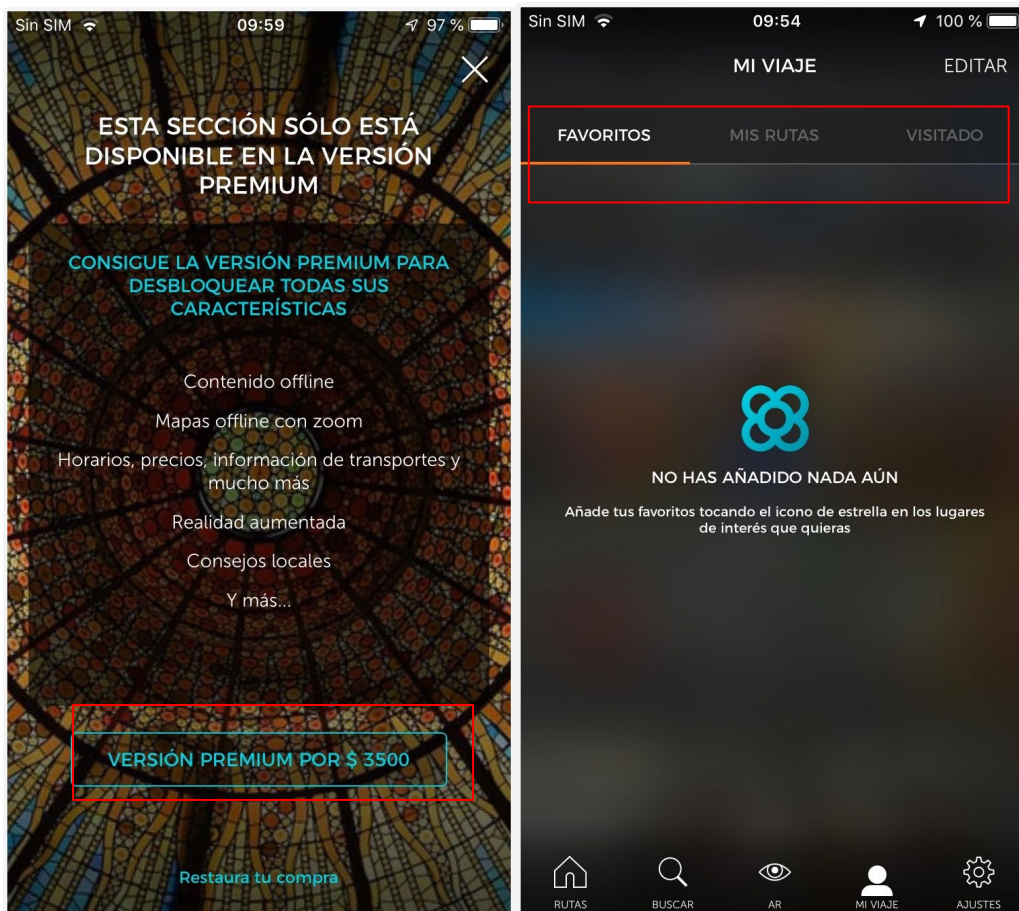 Sin SIM 09:59 97 %
ESTA SECCIÓN SÓLO ESTÁ
DISPONIBLE EN LA VERSIÓN
PREMIUM
CONSIGUE LA VERSIÓN PREMIUM PARA
DESBLOQUEAR TODAS SUS
CARACTERÍSTICAS
Contenido offline
Mapas offline con zoom
Horarios, precios, información de transportes y
mucho más
Realidad aumentada
Consejos locales
Y más...
VERSIÓN PREMIUM POR $ 3500
Restaura tu compra
Sin SIM 09:54 100 %
MI VIAJE EDITAR
FAVORITOS MIS RUTAS VISITADO
NO HAS AÑADIDO NADA AÚN
Añade tus favoritos tocando el icono de estrella en los lugares
de interés que quieras
RUTAS BUSCAR AR MI VIAJE AJUSTES